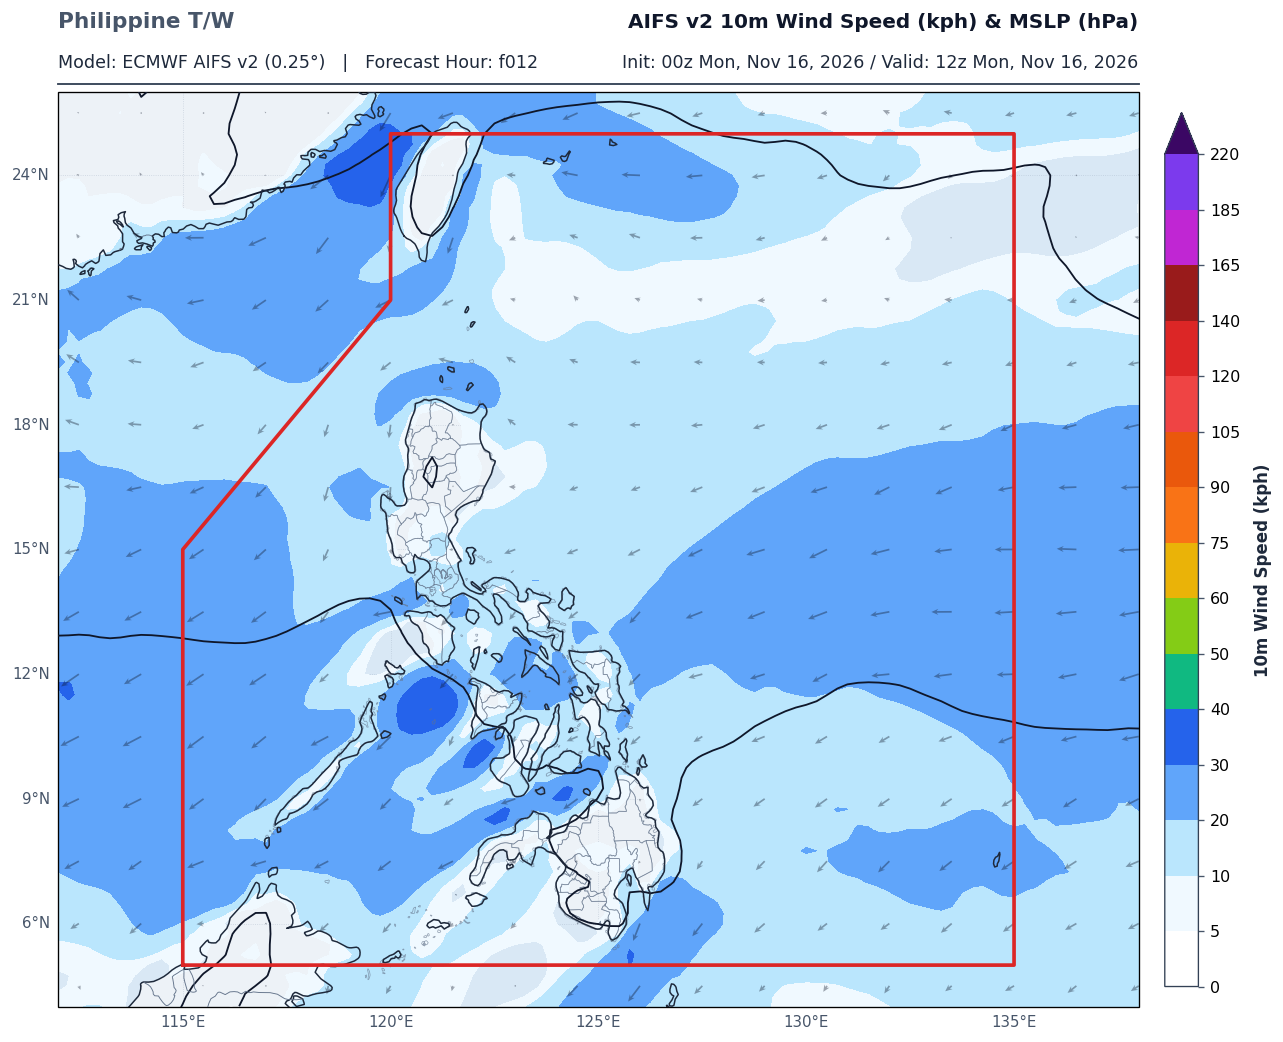 Philippine T/W
AIFS v2 10m Wind Speed (kph) & MSLP (hPa)
Model: ECMWF AIFS v2 (0.25°) | Forecast Hour: f012
Init: 00z Mon, Nov 16, 2026 / Valid: 12z Mon, Nov 16, 2026
24°N
21°N
18°N
15°N
12°N
9°N
6°N
115°E
120°E
125°E
130°E
135°E
220
185
165
140
120
105
90
75
60
50
40
30
20
10
5
0
10m Wind Speed (kph)